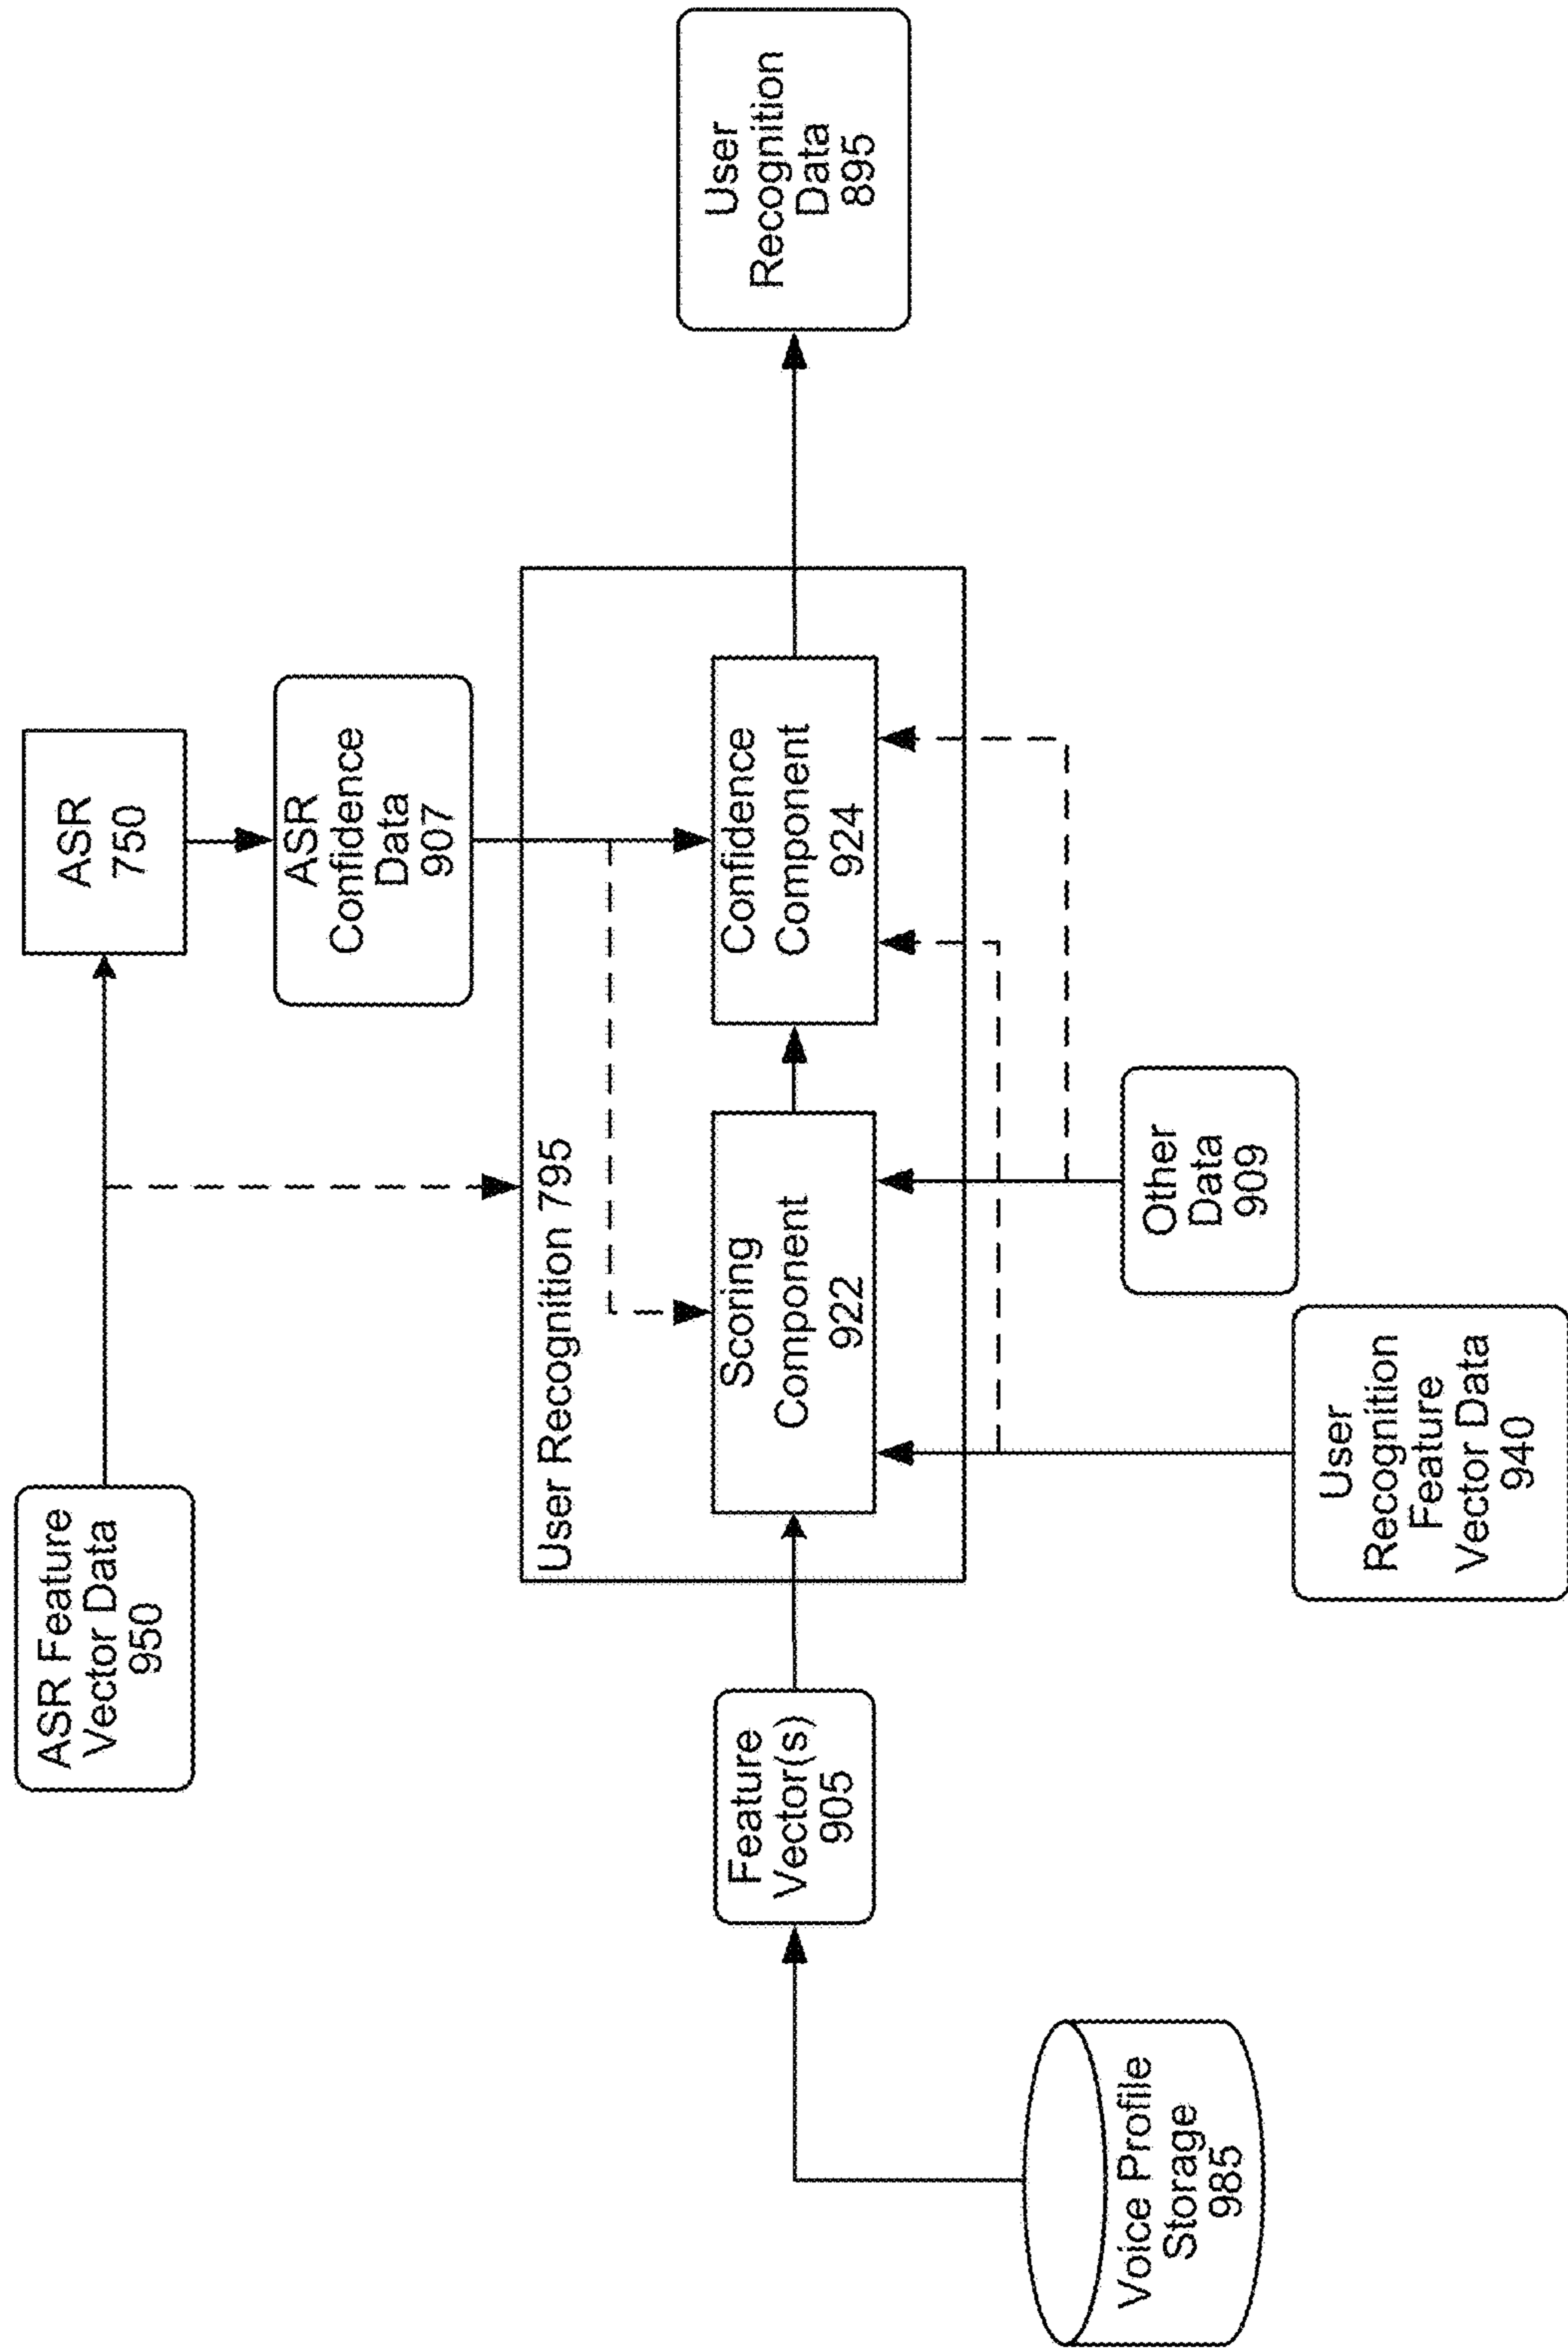 ASR Feature
Vector Data
950
ASR
750
ASR
Confidence
Data
907
User Recognition 795
Voice Profile
Storage
985
Feature
Vector(s)
905
Scoring
Component
922
Confidence
Component
924
User
Recognition
Data
895
User
Recognition
Feature
Vector Data
940
Other
Data
909